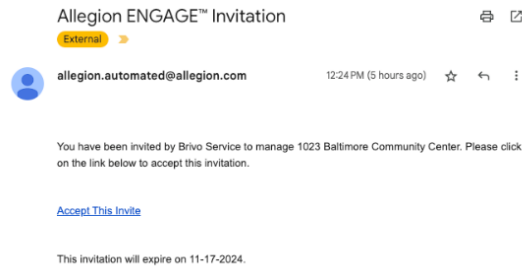 Allegion ENGAGE™ Invitation
External
allegion.automated@allegion.com
12:24 PM (5 hours ago)
You have been invited by Brivo Service to manage 1023 Baltimore Community Center. Please click
on the link below to accept this invitation.
Accept This Invite
This invitation will expire on 11-17-2024.